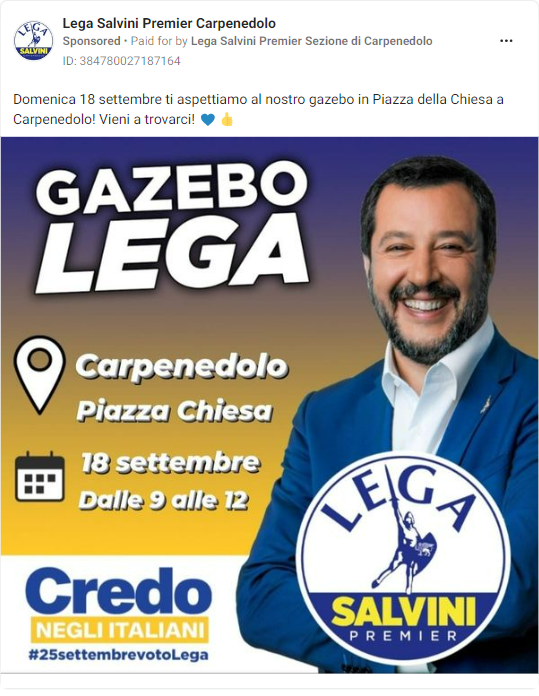 Lega Salvini Premier Carpenedolo
Sponsored • Paid for by Lega Salvini Premier Sezione di Carpenedolo
ID: 384780027187164
Domenica 18 settembre ti aspettiamo al nostro gazebo in Piazza della Chiesa a
Carpenedolo! Vieni a trovarci! 💙 👍
GAZEBO
LEGA
Carpenedolo
Piazza Chiesa
18 settembre
Dalle 9 alle 12
Credo
NEGLI ITALIANI
#25settembrevotoLega
LEGA
SALVINI
PREMIER